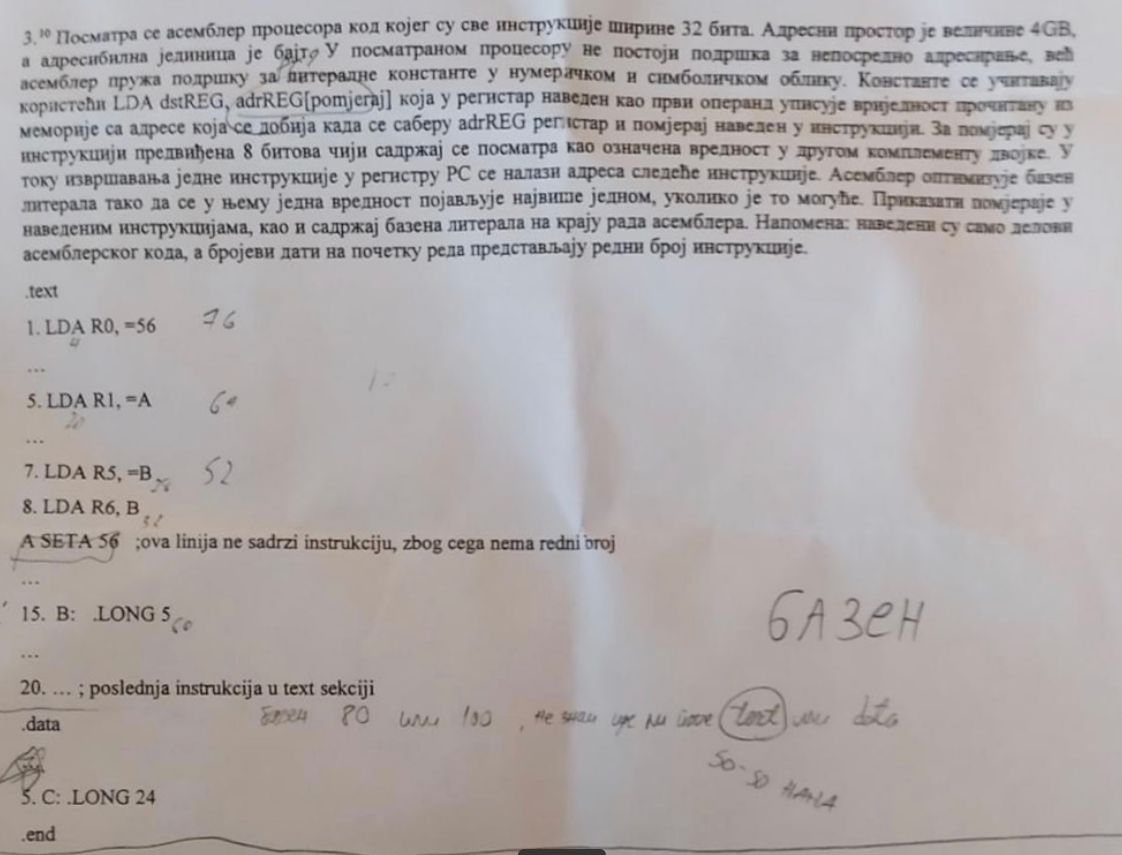 3.¹⁰ Посматра се асемблер процесора код којег су све инструкције ширине 32 бита. Адресни простор је величине 4GB,
а адресибилна јединица је бајт. У посматраном процесору не постоји подршка за непосредно адресирање, већ
асемблер пружа подршку за литералне константе у нумеричком и симболичком облику. Константе се учитавају
користећи LDA dstREG, adrREG[pomjeraj] која у регистар наведен као први операнд уписује вриједност прочитану из
меморије са адресе која се добија када се саберу adrREG регистар и помјерај наведен у инструкцији. За помјерај су у
инструкцији предвиђена 8 битова чији садржај се посматра као означена вредност у другом комплементу двојке. У
току извршавања једне инструкције у регистру PC се налази адреса следеће инструкције. Асемблер оптимизује базен
литерала тако да се у њему једна вредност појављује највише једном, уколико је то могуће. Приказати помјераје у
наведеним инструкцијама, као и садржај базена литерала на крају рада асемблера. Напомена: наведени су само делови
асемблерског кода, а бројеви дати на почетку реда представљају редни број инструкције.
.text
1. LDA R0, =56 76
4
...
5. LDA R1, =A 60
20
...
7. LDA R5, =B 52
28
8. LDA R6, B
32
A SETA 56 ;ova linija ne sadrzi instrukciju, zbog cega nema redni broj
...
15. B: .LONG 5 60
БАЗЕН
...
20. ... ; poslednja instrukcija u text sekciji
базен 80 или 100, не знам text или data
.data
50-50
5. C: .LONG 24
.end